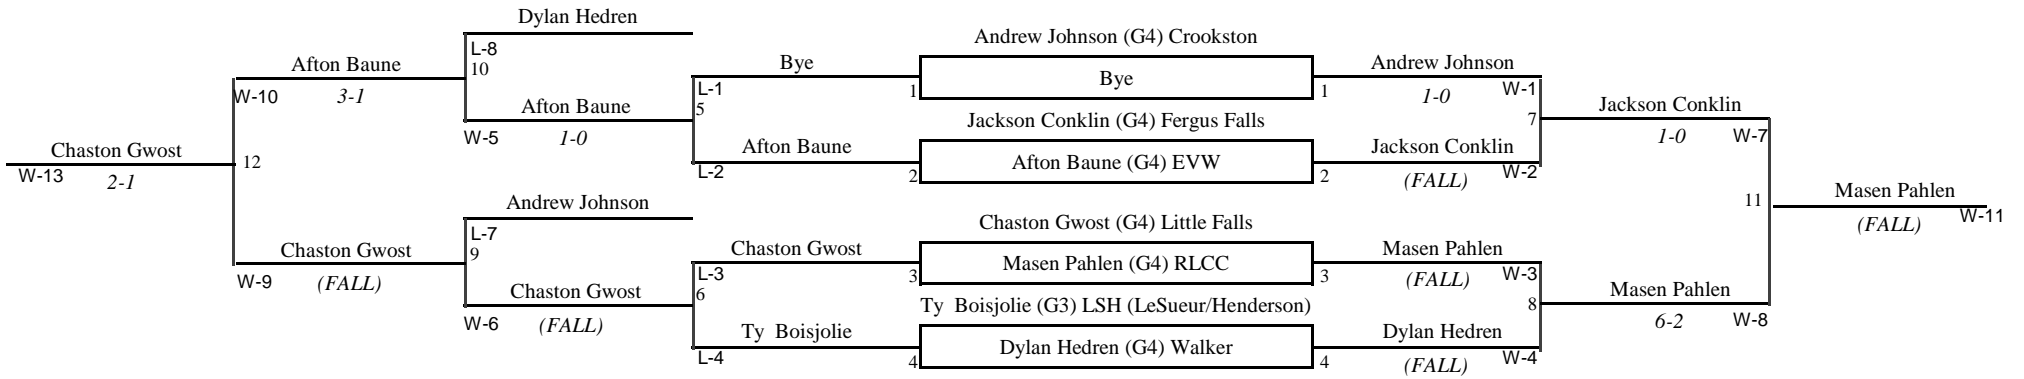 Dylan Hedren
L-8
10
Andrew Johnson (G4) Crookston
Afton Baune
Bye
Bye
Andrew Johnson
W-10
3-1
Afton Baune
L-1
5
1
1
1-0
W-1
W-5
1-0
Jackson Conklin (G4) Fergus Falls
7
Jackson Conklin
1-0
W-7
Chaston Gwost
W-13
2-1
12
Afton Baune
L-2
2
Afton Baune (G4) EVW
2
Jackson Conklin
(FALL)
W-2
Andrew Johnson
L-7
9
11
Masen Pahlen
(FALL)
W-11
Chaston Gwost (G4) Little Falls
Chaston Gwost
W-9
(FALL)
Chaston Gwost
L-3
6
3
Masen Pahlen (G4) RLCC
3
Masen Pahlen
(FALL)
W-3
Chaston Gwost
W-6
(FALL)
Ty Boisjolie (G3) LSH (LeSueur/Henderson)
8
Masen Pahlen
6-2
W-8
Ty Boisjolie
L-4
4
Dylan Hedren (G4) Walker
4
Dylan Hedren
(FALL)
W-4